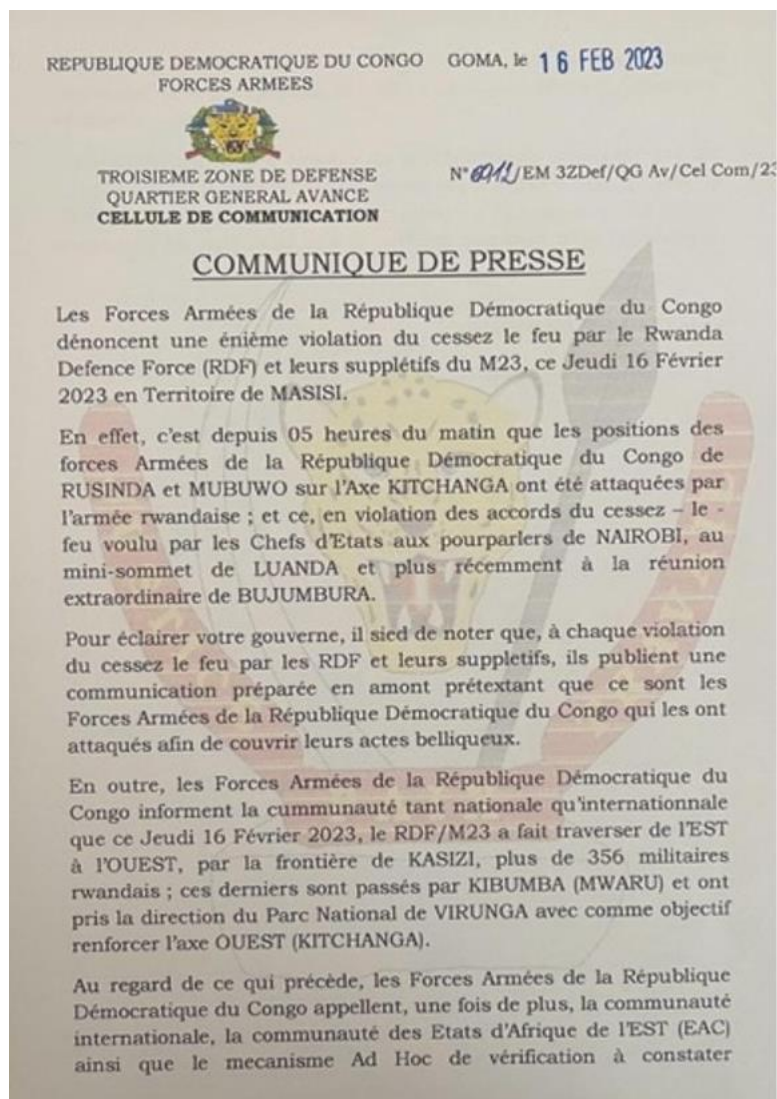 REPUBLIQUE DEMOCRATIQUE DU CONGO GOMA, le 16 FEB 2023
FORCES ARMEES
TROISIEME ZONE DE DEFENSE
QUARTIER GENERAL AVANCE
CELLULE DE COMMUNICATION
N° /EM 3ZDef/QG Av/Cel Com/23
COMMUNIQUE DE PRESSE
Les Forces Armées de la République Démocratique du Congo
dénoncent une énième violation du cessez le feu par le Rwanda
Defence Force (RDF) et leurs supplétifs du M23, ce Jeudi 16 Février
2023 en Territoire de MASISI.
En effet, c'est depuis 05 heures du matin que les positions des
forces Armées de la République Démocratique du Congo de
RUSINDA et MUBUWO sur l'Axe KITCHANGA ont été attaquées par
l'armée rwandaise ; et ce, en violation des accords du cessez – le -
feu voulu par les Chefs d'Etats aux pourparlers de NAIROBI, au
mini-sommet de LUANDA et plus récemment à la réunion
extraordinaire de BUJUMBURA.
Pour éclairer votre gouverne, il sied de noter que, à chaque violation
du cessez le feu par les RDF et leurs suppletifs, ils publient une
communication préparée en amont prétextant que ce sont les
Forces Armées de la République Démocratique du Congo qui les ont
attaqués afin de couvrir leurs actes belliqueux.
En outre, les Forces Armées de la République Démocratique du
Congo informent la cummunauté tant nationale qu'internationnale
que ce Jeudi 16 Février 2023, le RDF/M23 a fait traverser de l'EST
à l'OUEST, par la frontière de KASIZI, plus de 356 militaires
rwandais ; ces derniers sont passés par KIBUMBA (MWARU) et ont
pris la direction du Parc National de VIRUNGA avec comme objectif
renforcer l'axe OUEST (KITCHANGA).
Au regard de ce qui précède, les Forces Armées de la République
Démocratique du Congo appellent, une fois de plus, la communauté
internationale, la communauté des Etats d'Afrique de l'EST (EAC)
ainsi que le mecanisme Ad Hoc de vérification à constater